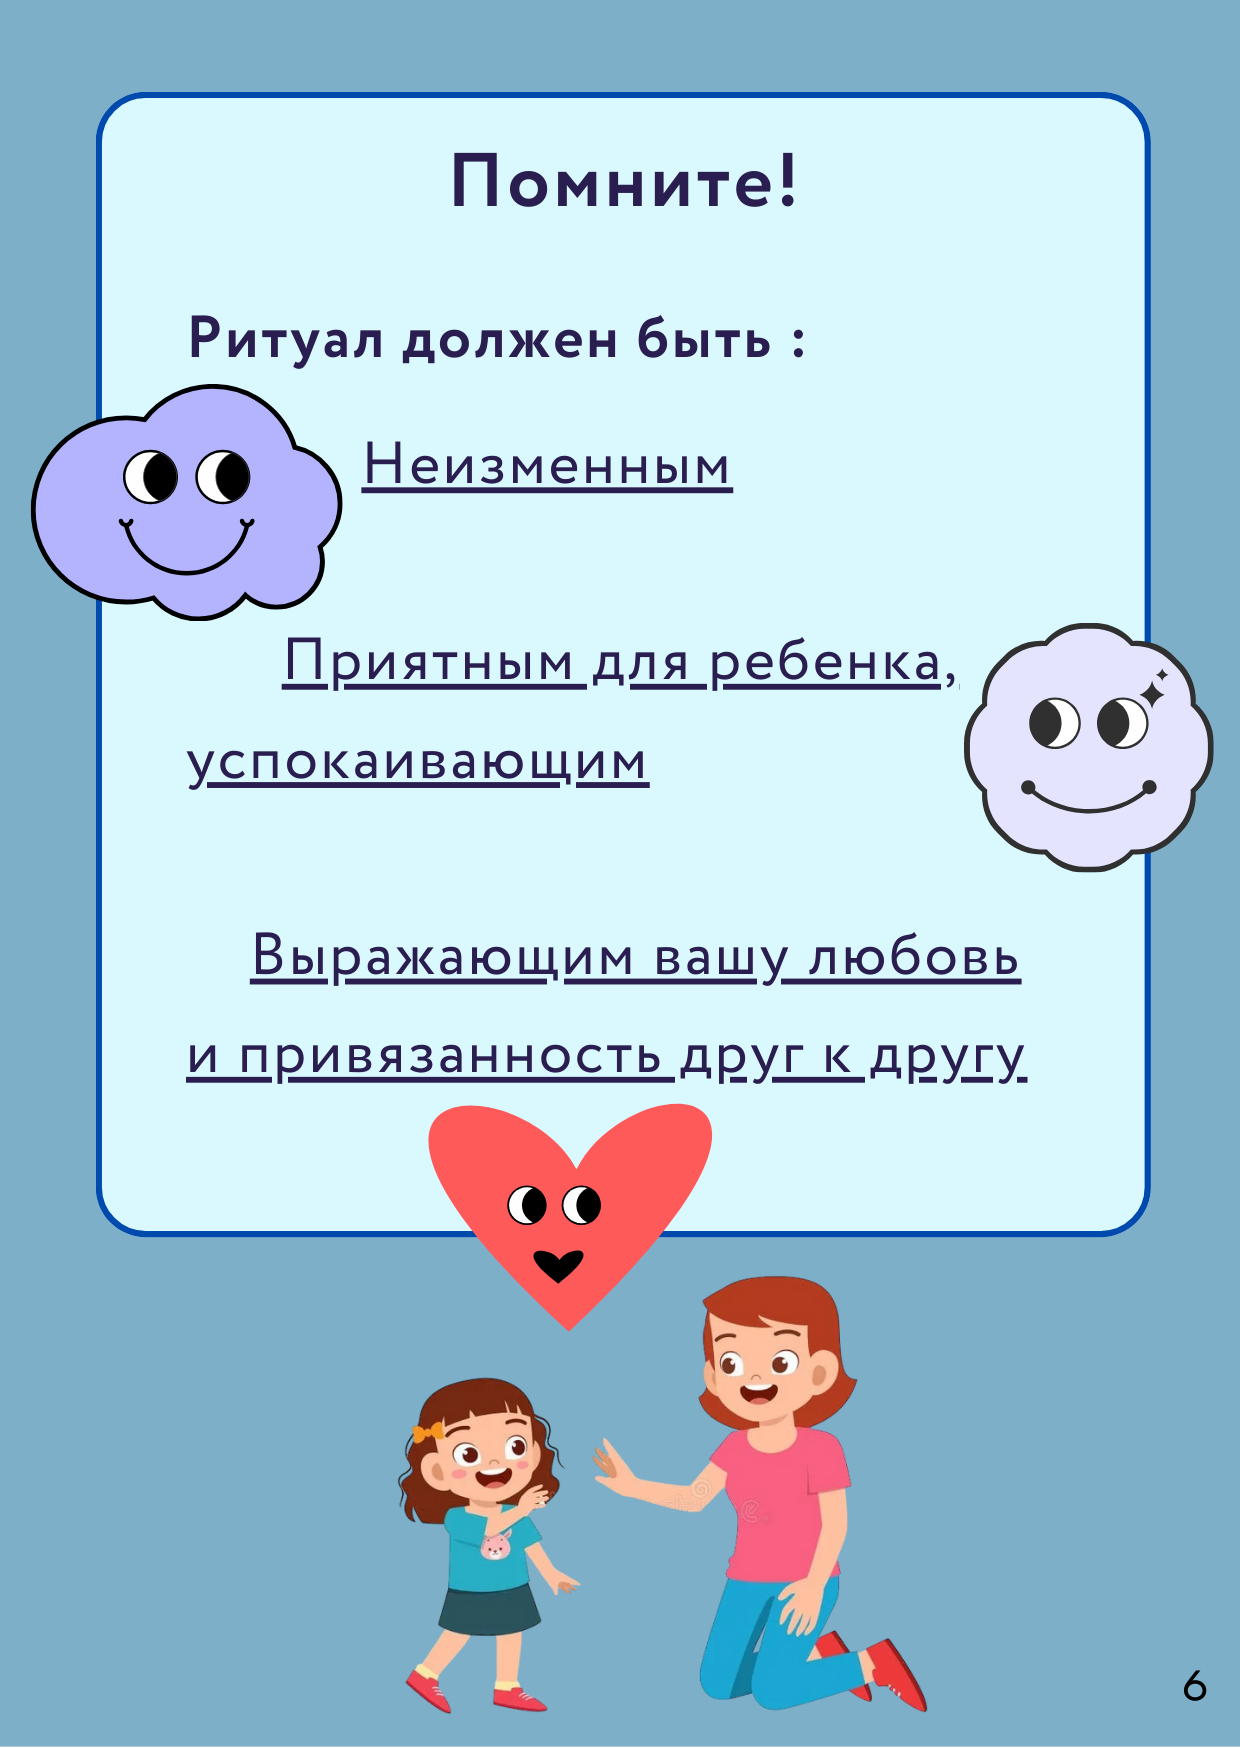 Помните!
Ритуал должен быть :
Неизменным
Приятным для ребенка,
успокаивающим
Выражающим вашу любовь
и привязанность друг к другу
6